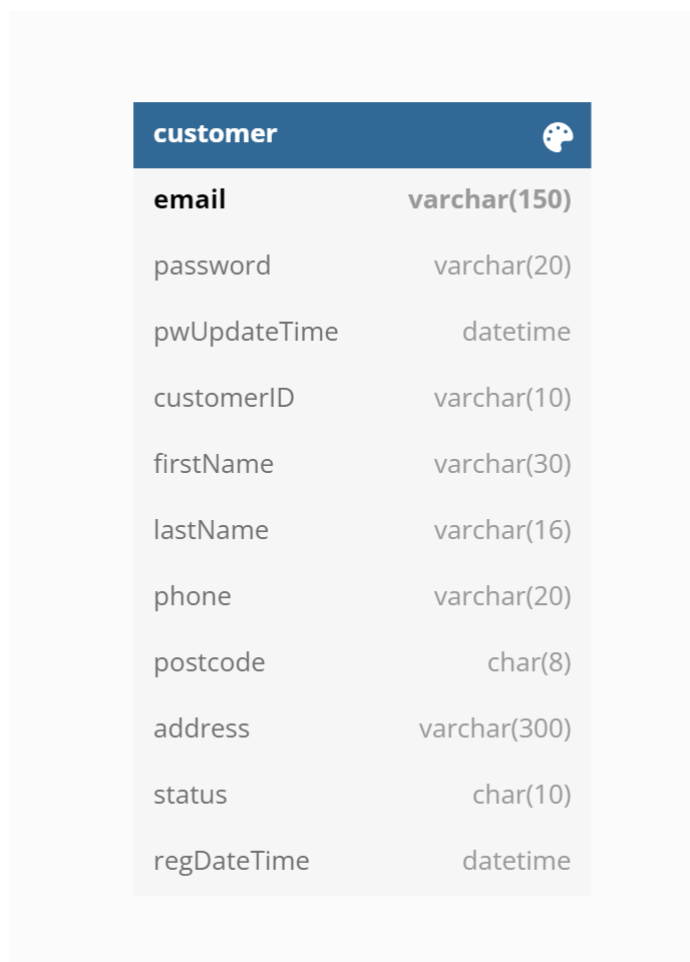 customer
email varchar(150)
password varchar(20)
pwUpdateTime datetime
customerID varchar(10)
firstName varchar(30)
lastName varchar(16)
phone varchar(20)
postcode char(8)
address varchar(300)
status char(10)
regDateTime datetime